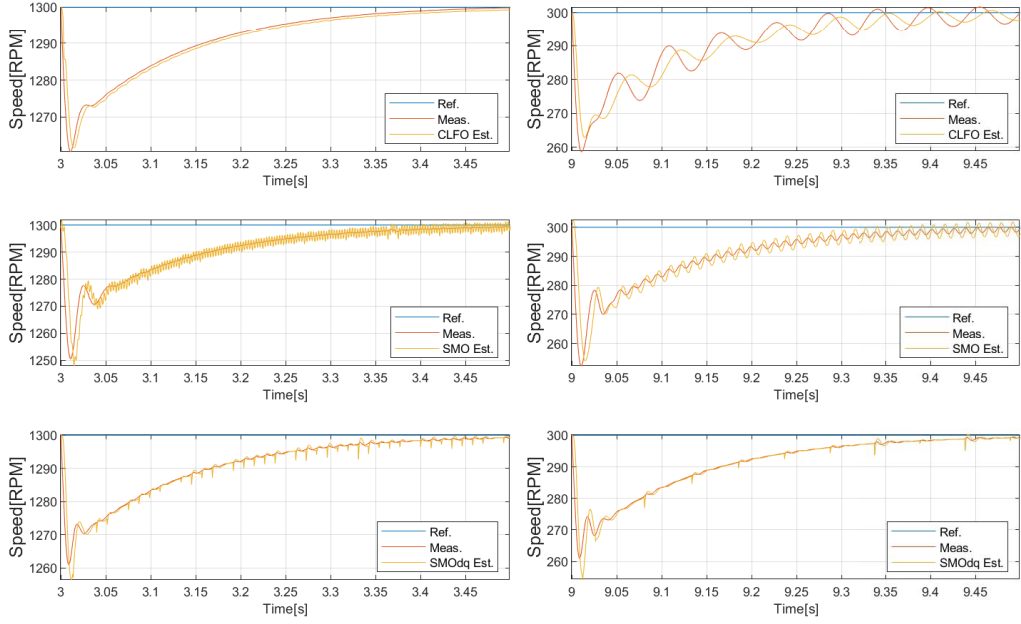 1300
1290
1280
1270
Speed[RPM]
Ref.
Meas.
CLFO Est.
3 3.05 3.1 3.15 3.2 3.25 3.3 3.35 3.4 3.45
Time[s]
300
290
280
270
260
Speed[RPM]
Ref.
Meas.
CLFO Est.
9 9.05 9.1 9.15 9.2 9.25 9.3 9.35 9.4 9.45
Time[s]
1300
1290
1280
1270
1260
1250
Speed[RPM]
Ref.
Meas.
SMO Est.
3 3.05 3.1 3.15 3.2 3.25 3.3 3.35 3.4 3.45
Time[s]
300
290
280
270
260
Speed[RPM]
Ref.
Meas.
SMO Est.
9 9.05 9.1 9.15 9.2 9.25 9.3 9.35 9.4 9.45
Time[s]
1300
1290
1280
1270
1260
Speed[RPM]
Ref.
Meas.
SMOdq Est.
3 3.05 3.1 3.15 3.2 3.25 3.3 3.35 3.4 3.45
Time[s]
300
290
280
270
260
Speed[RPM]
Ref.
Meas.
SMOdq Est.
9 9.05 9.1 9.15 9.2 9.25 9.3 9.35 9.4 9.45
Time[s]